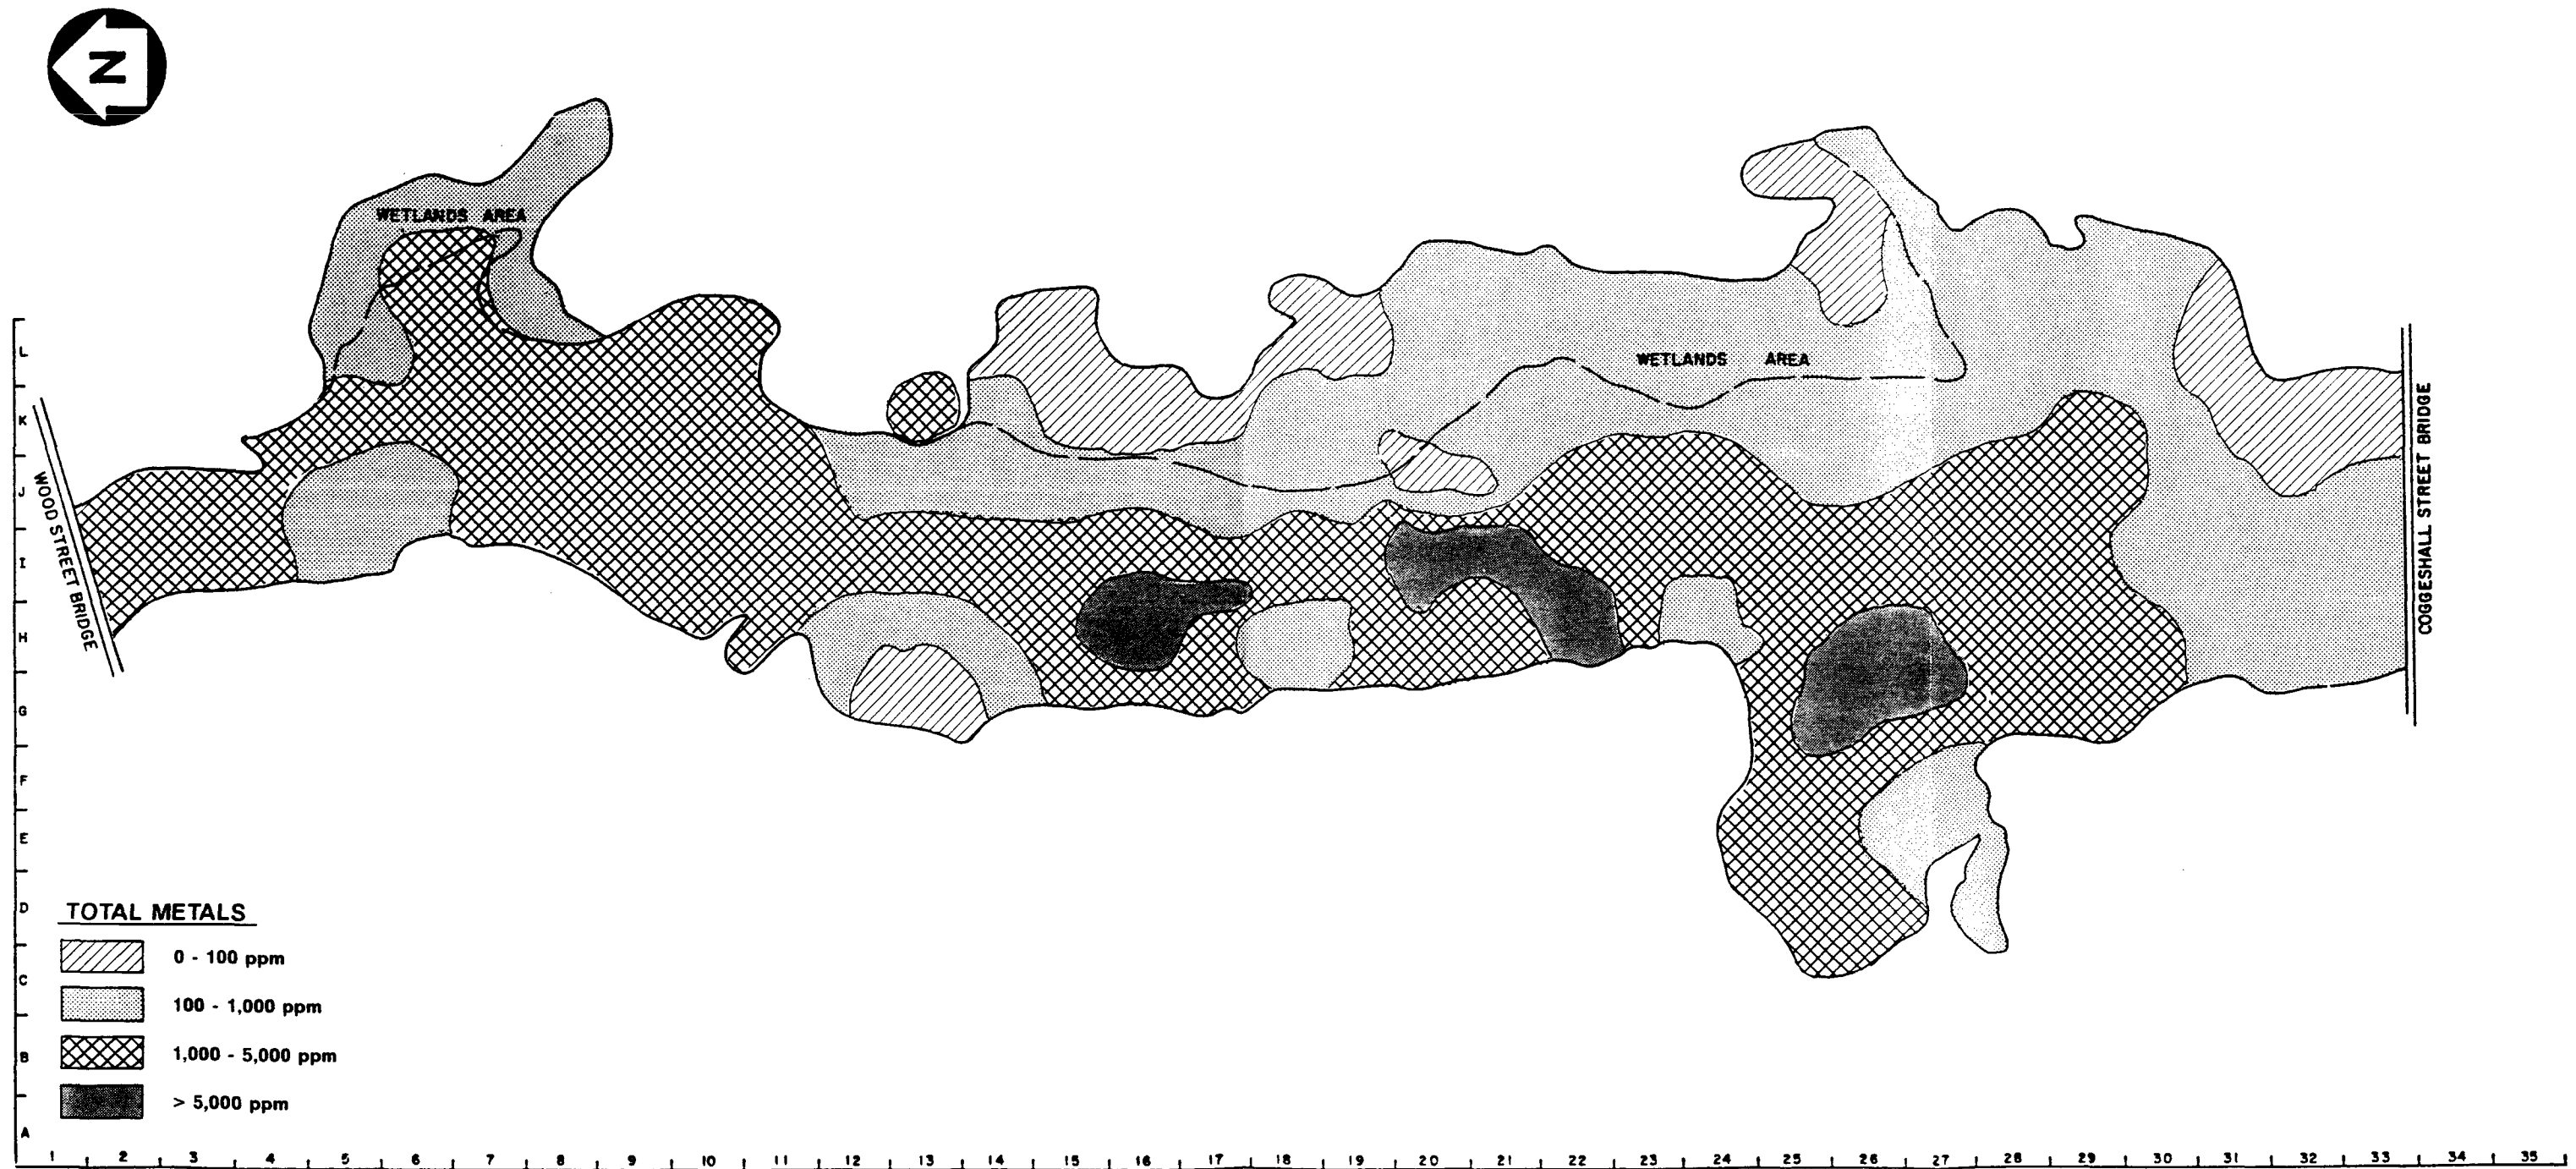 N
WETLANDS AREA
WETLANDS AREA
WOOD STREET BRIDGE
COGGESHALL STREET BRIDGE
L
K
J
I
H
G
F
E
D
C
B
A
TOTAL METALS
0 - 100 ppm
100 - 1,000 ppm
1,000 - 5,000 ppm
> 5,000 ppm
1 2 3 4 5 6 7 8 9 10 11 12 13 14 15 16 17 18 19 20 21 22 23 24 25 26 27 28 29 30 31 32 33 34 35